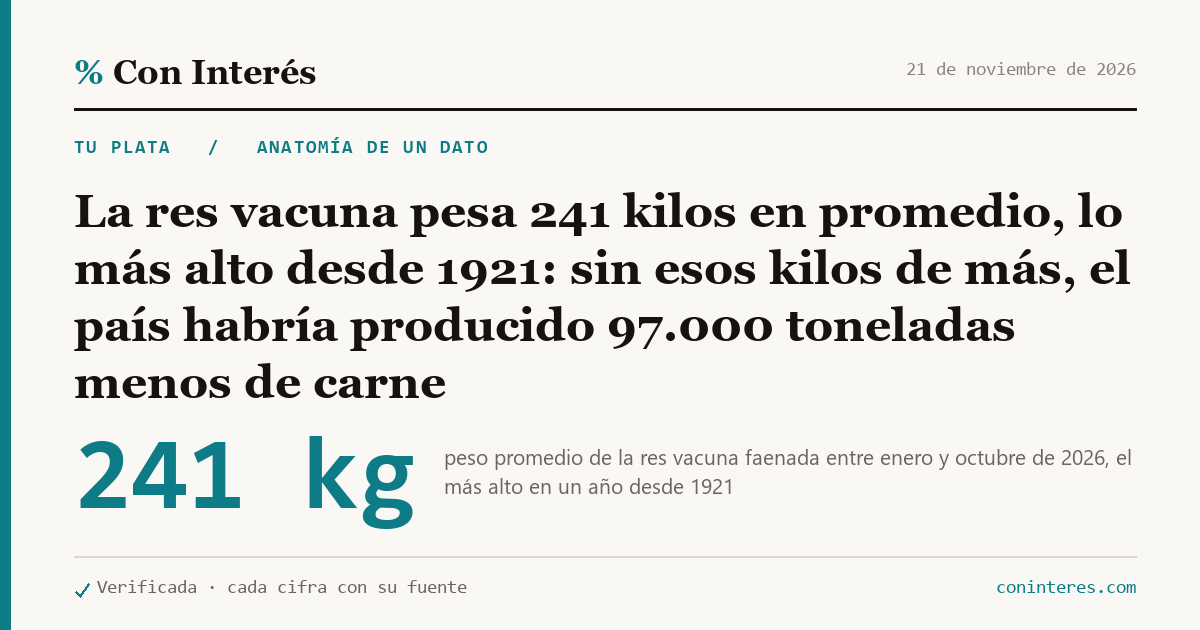 % Con Interés
21 de noviembre de 2026
TU PLATA / ANATOMÍA DE UN DATO
La res vacuna pesa 241 kilos en promedio, lo
más alto desde 1921: sin esos kilos de más, el
país habría producido 97.000 toneladas
menos de carne
241 kg
peso promedio de la res vacuna faenada entre enero y octubre de 2026, el
más alto en un año desde 1921
✓ Verificada · cada cifra con su fuente
coninteres.com